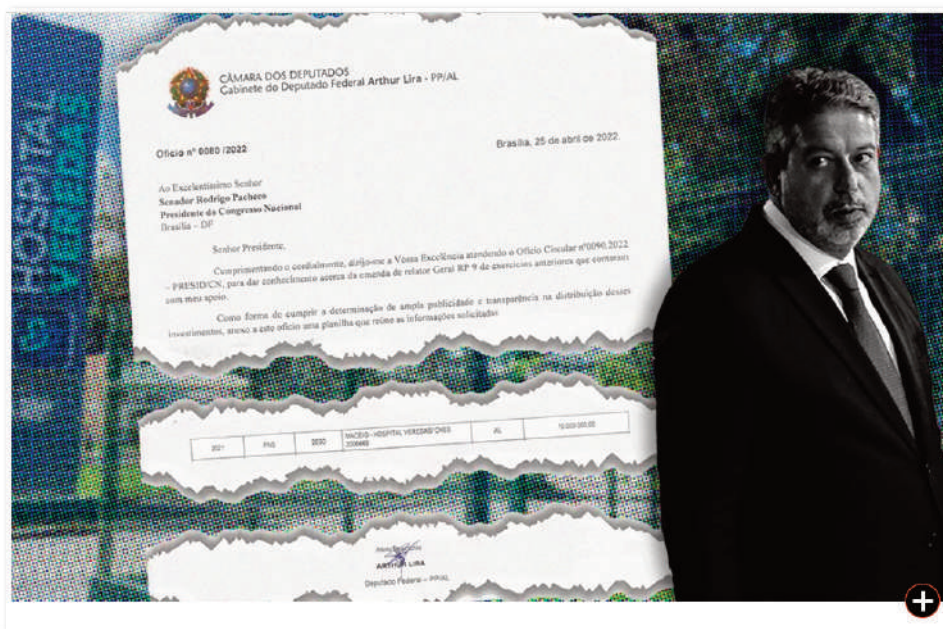 HOSPITAL
VEREDAS
CÂMARA DOS DEPUTADOS
Gabinete do Deputado Federal Arthur Lira - PP/AL
Ofício nº 0080 /2022
Brasília, 25 de abril de 2022.
Ao Excelentíssimo Senhor
Senador Rodrigo Pacheco
Presidente do Congresso Nacional
Brasília – DF
Senhor Presidente,
Cumprimentando o cordialmente, dirijo-me a Vossa Excelência atendendo o Ofício Circular nº0090.2022
– PRESID/CN, para dar conhecimento acerca da emenda de relator Geral RP 9 de exercícios anteriores que contaram
com meu apoio.
Como forma de cumprir a determinação de ampla publicidade e transparência na distribuição desses
investimentos, anexo a este ofício uma planilha que reúne as informações solicitadas
2021 FNS MACEIO - HOSPITAL VEREDAS CNES AL
ARTHUR LIRA
Deputado Federal – PP/AL